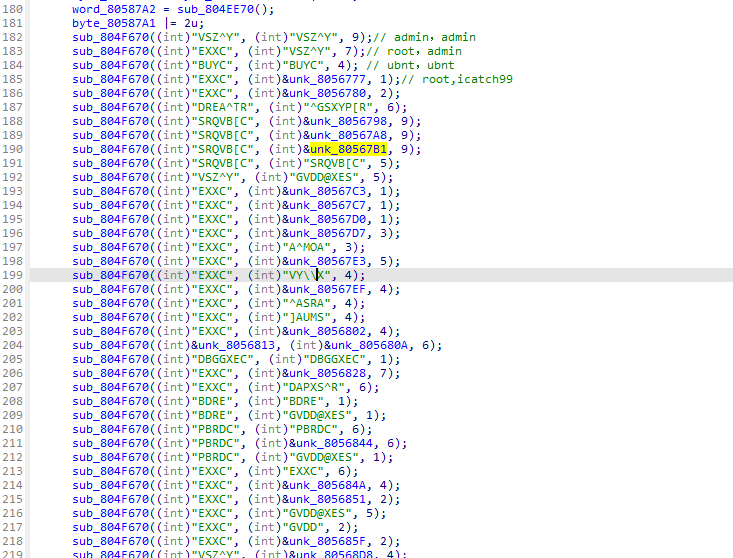 180 word_80587A2 = sub_804EE70();
181 byte_80587A1 |= 2u;
182 sub_804F670((int)"VSZ^Y", (int)"VSZ^Y", 9);// admin，admin
183 sub_804F670((int)"EXXC", (int)"VSZ^Y", 7);// root，admin
184 sub_804F670((int)"BUYC", (int)"BUYC", 4); // ubnt，ubnt
185 sub_804F670((int)"EXXC", (int)&unk_8056777, 1);// root,icatch99
186 sub_804F670((int)"EXXC", (int)&unk_8056780, 2);
187 sub_804F670((int)"DREA^TR", (int)"^GSXYP[R", 6);
188 sub_804F670((int)"SRQVB[C", (int)&unk_8056798, 9);
189 sub_804F670((int)"SRQVB[C", (int)&unk_80567A8, 9);
190 sub_804F670((int)"SRQVB[C", (int)&unk_80567B1, 9);
191 sub_804F670((int)"SRQVB[C", (int)"SRQVB[C", 5);
192 sub_804F670((int)"VSZ^Y", (int)"GVDD@XES", 5);
193 sub_804F670((int)"EXXC", (int)&unk_80567C3, 1);
194 sub_804F670((int)"EXXC", (int)&unk_80567C7, 1);
195 sub_804F670((int)"EXXC", (int)&unk_80567D0, 1);
196 sub_804F670((int)"EXXC", (int)&unk_80567D7, 3);
197 sub_804F670((int)"EXXC", (int)"A^MOA", 3);
198 sub_804F670((int)"EXXC", (int)&unk_80567E3, 5);
199 sub_804F670((int)"EXXC", (int)"VY\\X", 4);
200 sub_804F670((int)"EXXC", (int)&unk_80567EF, 4);
201 sub_804F670((int)"EXXC", (int)"^ASRA", 4);
202 sub_804F670((int)"EXXC", (int)"]AUMS", 4);
203 sub_804F670((int)"EXXC", (int)&unk_8056802, 4);
204 sub_804F670((int)&unk_8056813, (int)&unk_805680A, 6);
205 sub_804F670((int)"DBGGXEC", (int)"DBGGXEC", 1);
206 sub_804F670((int)"EXXC", (int)&unk_8056828, 7);
207 sub_804F670((int)"EXXC", (int)"DAPXS^R", 6);
208 sub_804F670((int)"BDRE", (int)"BDRE", 1);
209 sub_804F670((int)"BDRE", (int)"GVDD@XES", 1);
210 sub_804F670((int)"PBRDC", (int)"PBRDC", 6);
211 sub_804F670((int)"PBRDC", (int)&unk_8056844, 6);
212 sub_804F670((int)"PBRDC", (int)"GVDD@XES", 1);
213 sub_804F670((int)"EXXC", (int)"EXXC", 6);
214 sub_804F670((int)"EXXC", (int)&unk_805684A, 4);
215 sub_804F670((int)"EXXC", (int)&unk_8056851, 2);
216 sub_804F670((int)"EXXC", (int)"GVDD@XES", 5);
217 sub_804F670((int)"EXXC", (int)"GVDD", 2);
218 sub_804F670((int)"EXXC", (int)&unk_805685F, 2);
219 sub_804F670((int)"VSZ^Y", (int)&unk_80568D8, 4);